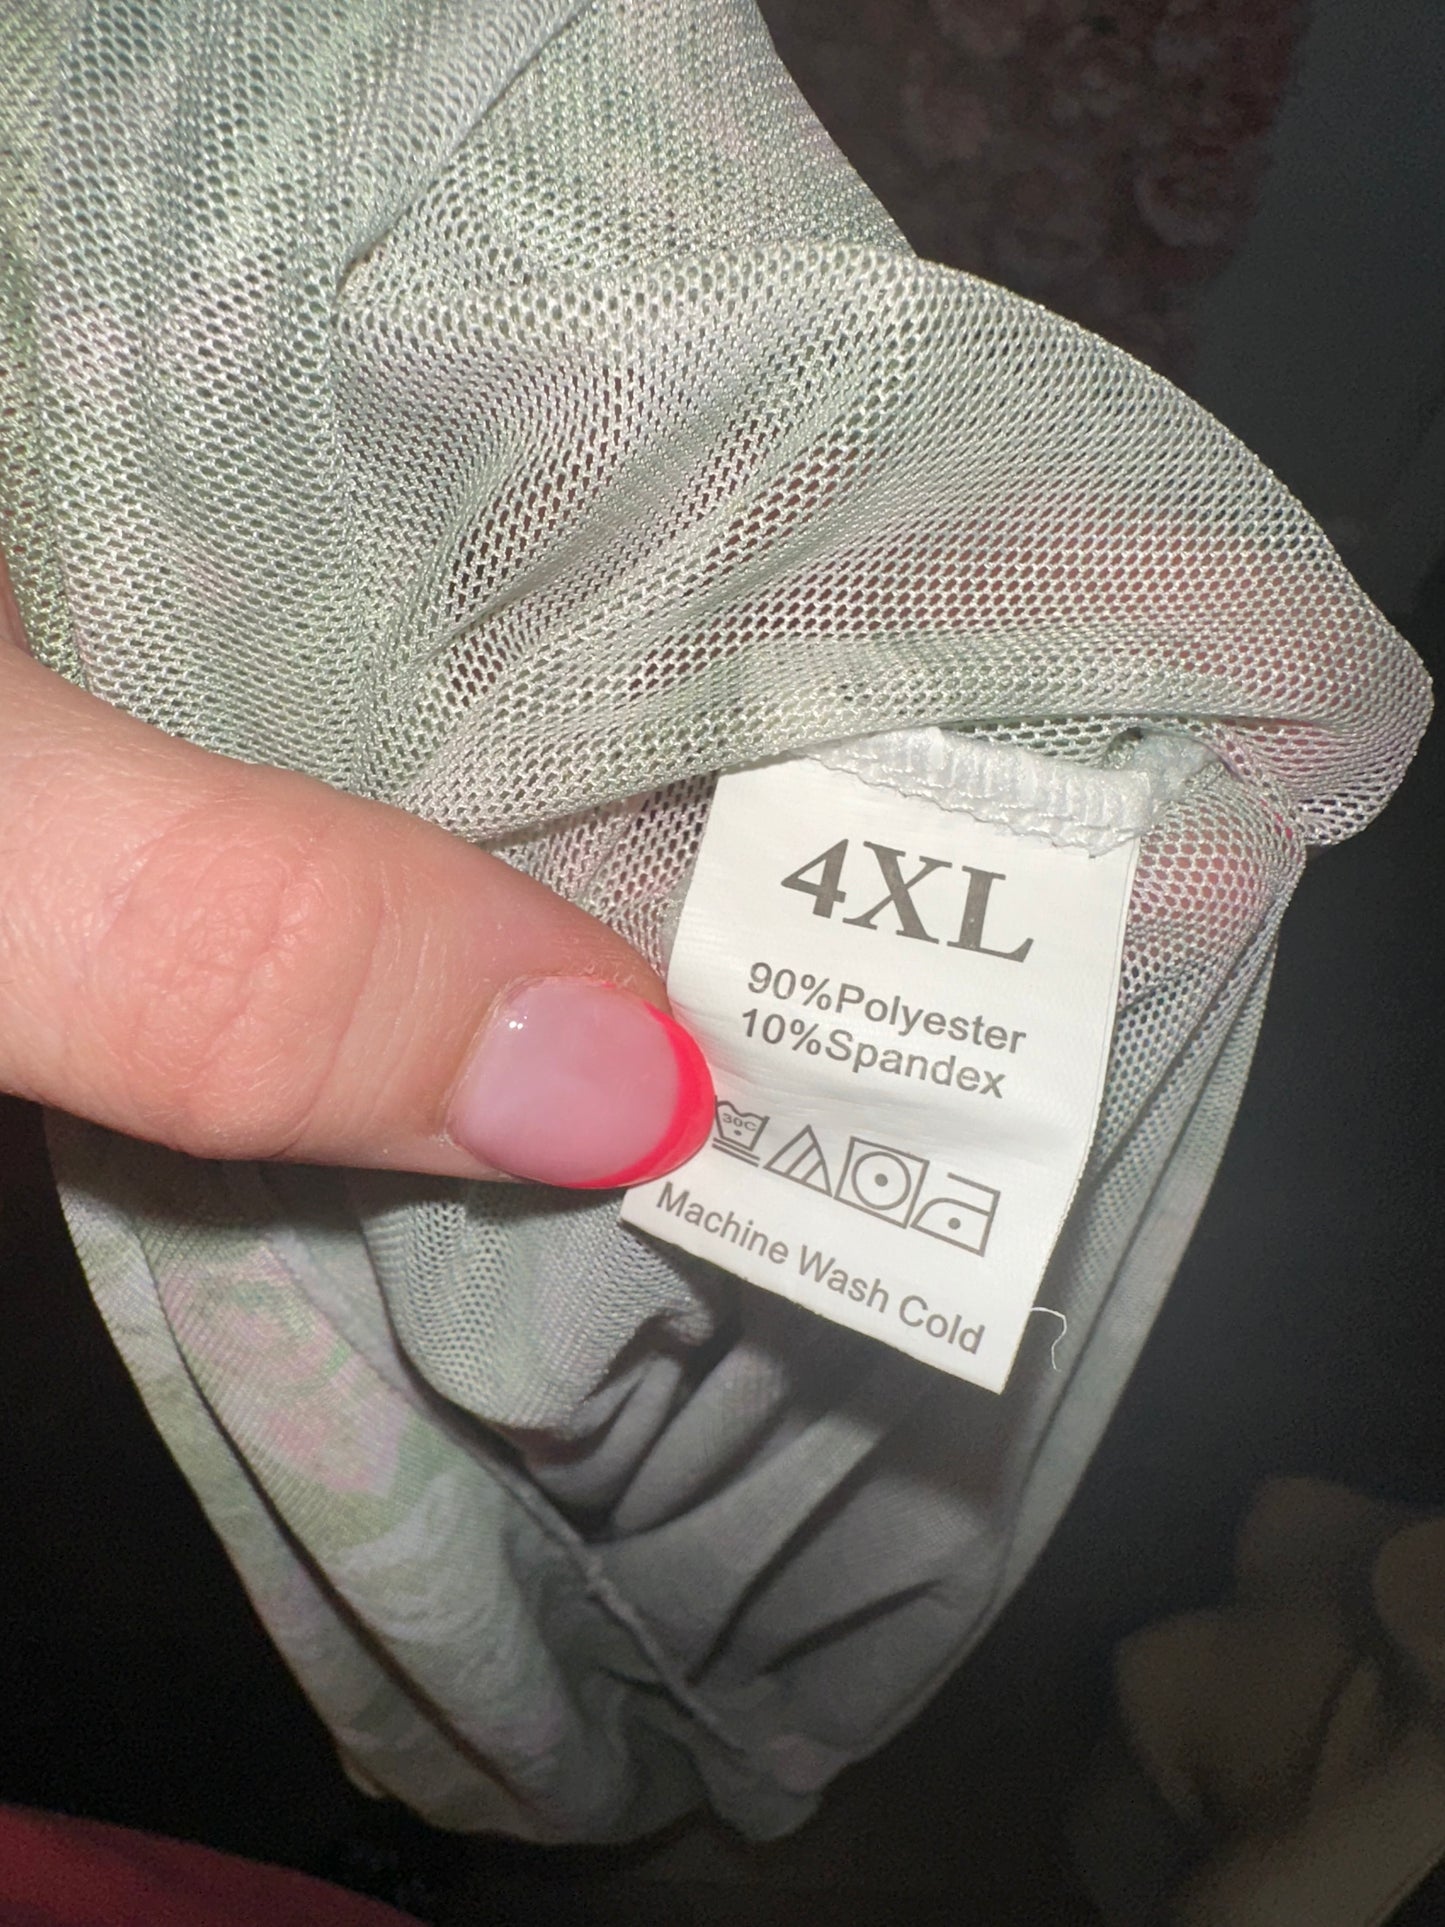 4XL
90%Polyester
10%Spandex
30C
Machine Wash Cold